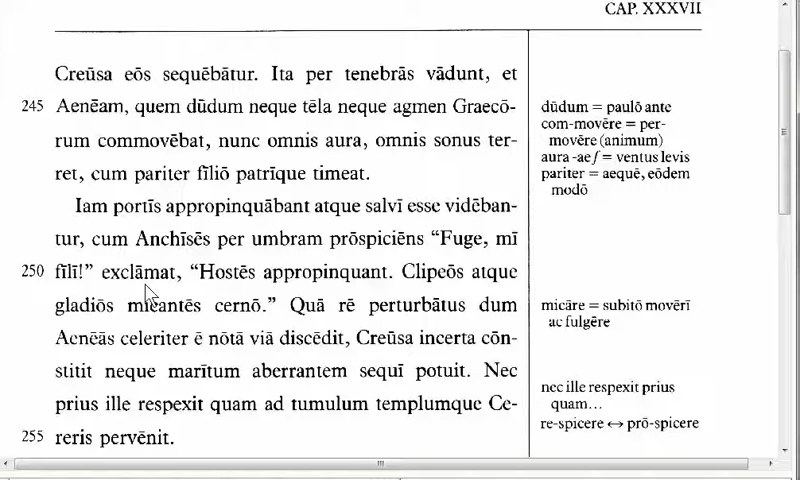 CAP. XXXVII
Creūsa eōs sequēbātur. Ita per tenebrās vādunt, et
245 Aenēam, quem dūdum neque tēla neque agmen Graecō-
rum commovēbat, nunc omnis aura, omnis sonus ter-
ret, cum pariter fīliō patrīque timeat.
Iam portīs appropinquābant atque salvī esse vidēban-
tur, cum Anchīsēs per umbram prōspiciēns “Fuge, mī
250 fīlī!” exclāmat, “Hostēs appropinquant. Clipeōs atque
gladiōs micantēs cernō.” Quā rē perturbātus dum
Aenēās celeriter ē nōtā viā discēdit, Creūsa incerta cōn-
stitit neque marītum aberrantem sequī potuit. Nec
prius ille respexit quam ad tumulum templumque Ce-
255 reris pervēnit.
dūdum = paulō ante
com-movēre = per-
movēre (animum)
aura -ae f = ventus levis
pariter = aequē, eōdem
modō
micāre = subitō movērī
ac fulgēre
nec ille respexit prius
quam...
re-spicere ↔ prō-spicere